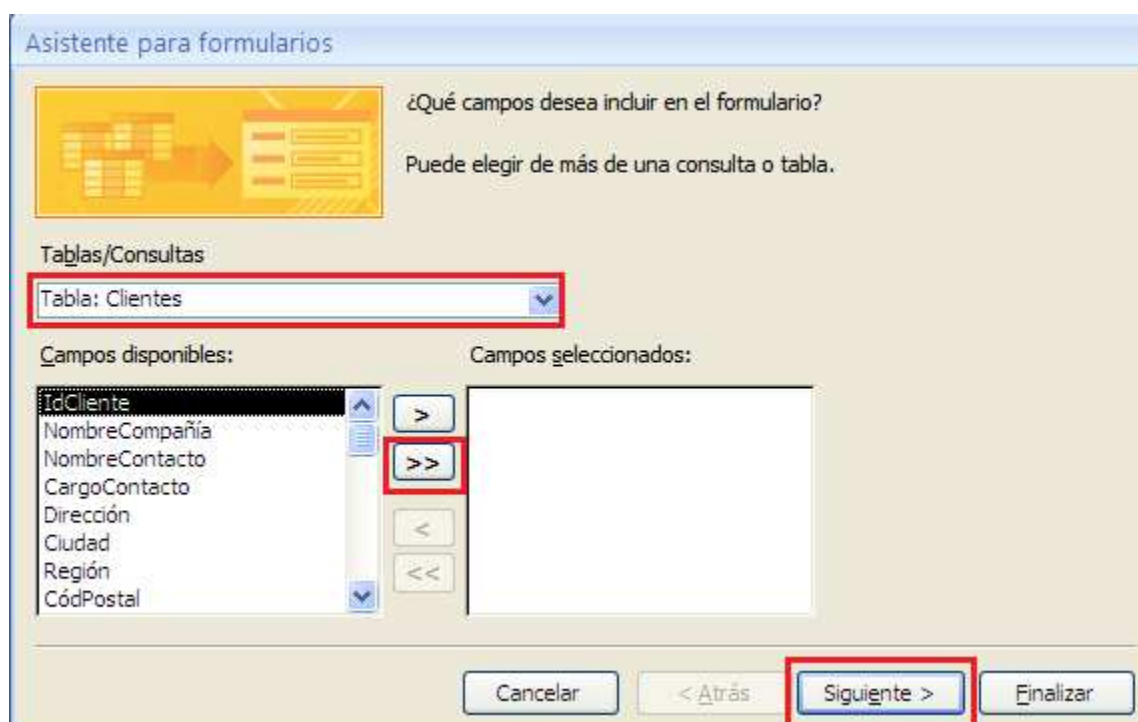 Asistente para formularios
¿Qué campos desea incluir en el formulario?
Puede elegir de más de una consulta o tabla.
Tablas/Consultas
Tabla: Clientes
Campos disponibles:
Campos seleccionados:
IdCliente
NombreCompañía
NombreContacto
CargoContacto
Dirección
Ciudad
Región
CódPostal
>
>>
<
<<
Cancelar
< Atrás
Siguiente >
Finalizar